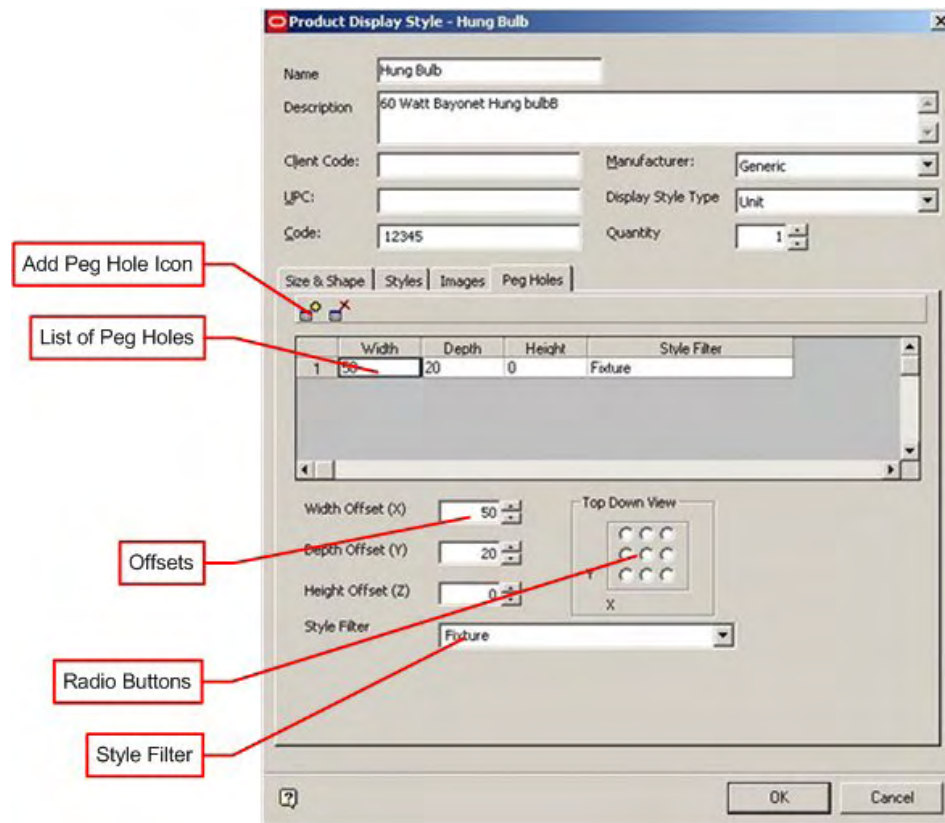 Product Display Style - Hung Bulb
Name Hung Bulb
Description 60 Watt Bayonet Hung bulbB
Client Code: Manufacturer: Generic
UPC: Display Style Type Unit
Code: 12345 Quantity 1
Add Peg Hole Icon
Size & Shape Styles Images Peg Holes
List of Peg Holes
Width Depth Height Style Filter
1 50 20 0 Fixture
Width Offset (X) 50 Top Down View
Offsets
Depth Offset (Y) 20
Y
Height Offset (Z) 0
X
Style Filter Fixture
Radio Buttons
Style Filter
? OK Cancel